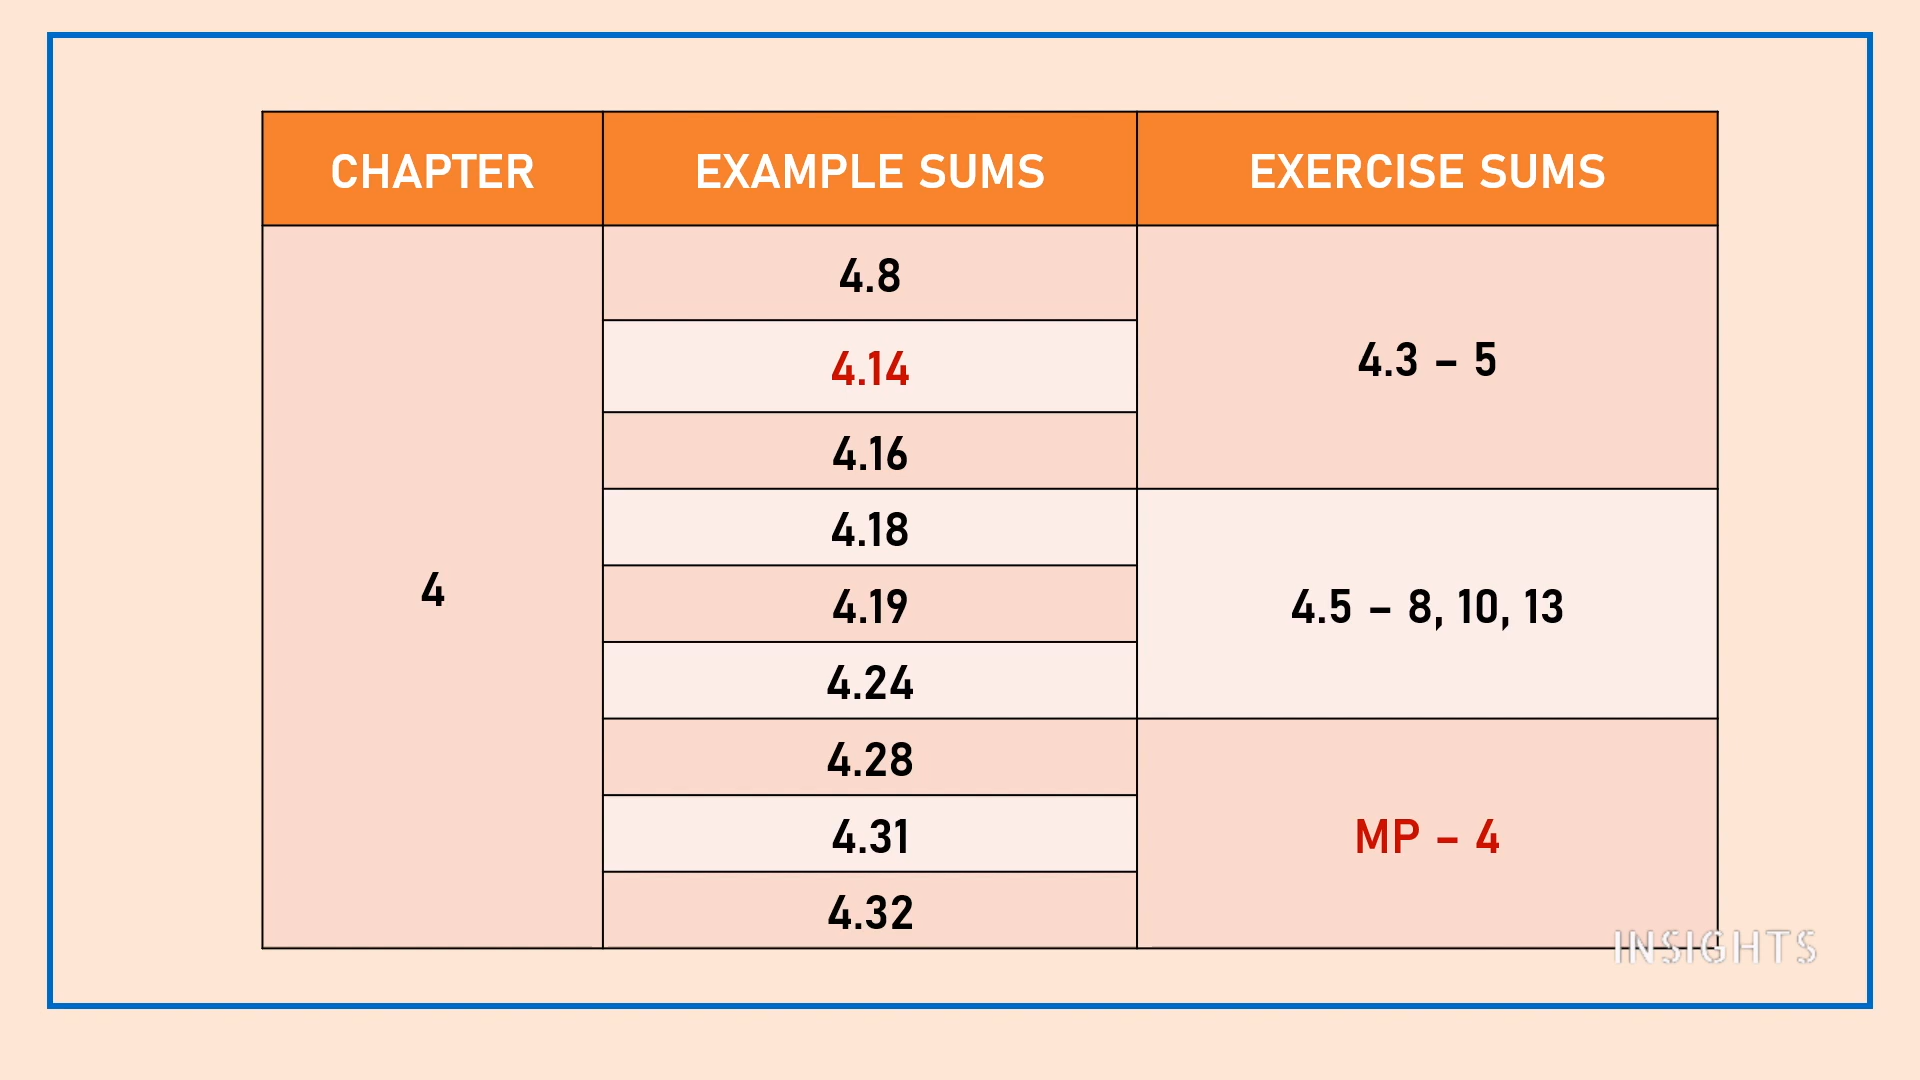 CHAPTER EXAMPLE SUMS EXERCISE SUMS
4.8
4.14
4.3 – 5
4.16
4.18
4
4.19
4.5 – 8, 10, 13
4.24
4.28
4.31
MP – 4
4.32
INSIGHTS